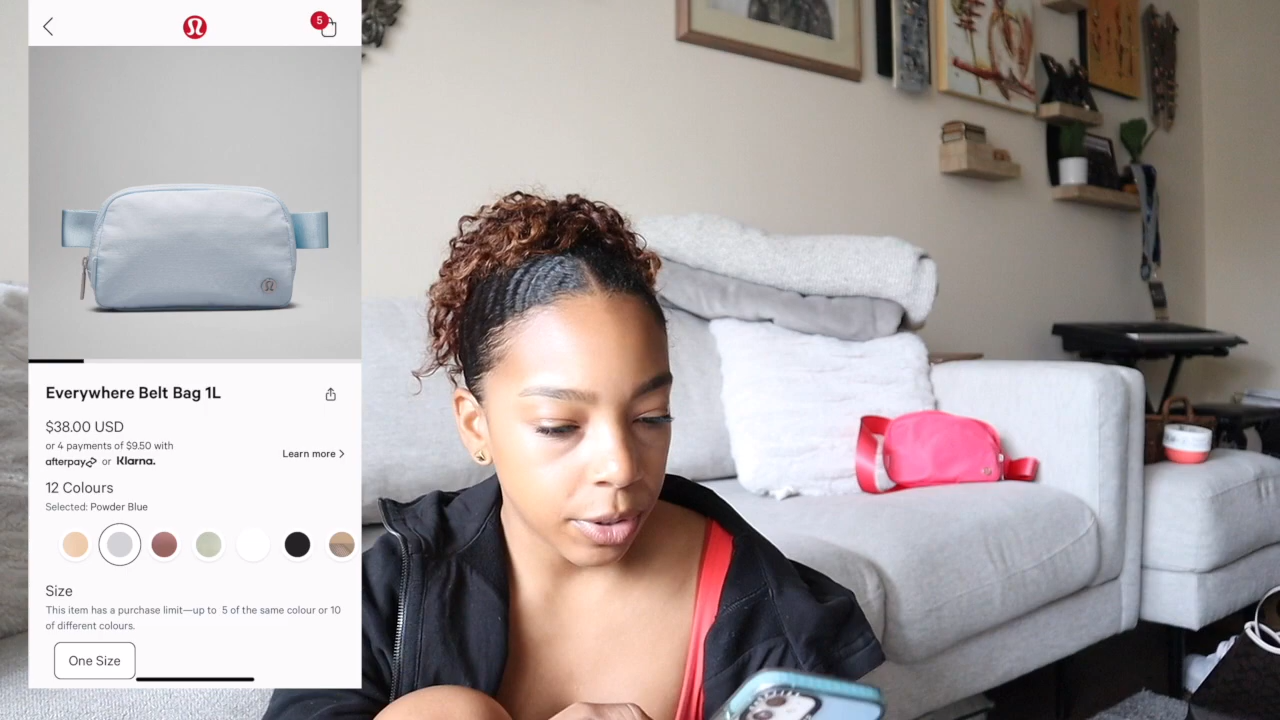 5
Everywhere Belt Bag 1L
$38.00 USD
or 4 payments of $9.50 with
afterpay or Klarna.
Learn more >
12 Colours
Selected: Powder Blue
Size
This item has a purchase limit—up to 5 of the same colour or 10
of different colours.
One Size